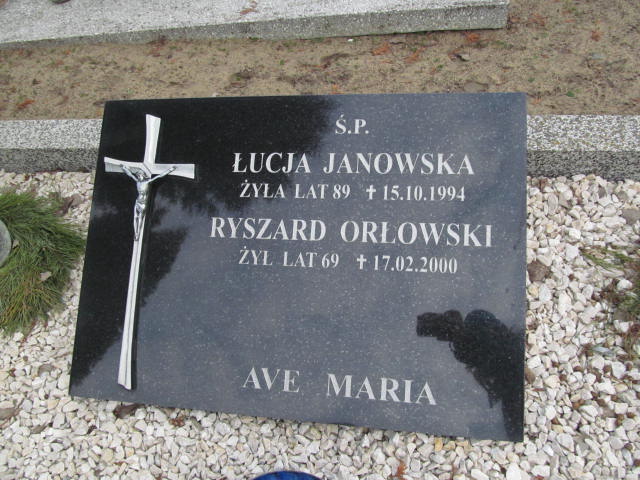 Ś.P.
ŁUCJA JANOWSKA
ŻYŁA LAT 89 ✝ 15.10.1994
RYSZARD ORŁOWSKI
ŻYŁ LAT 69 ✝ 17.02.2000
AVE MARIA